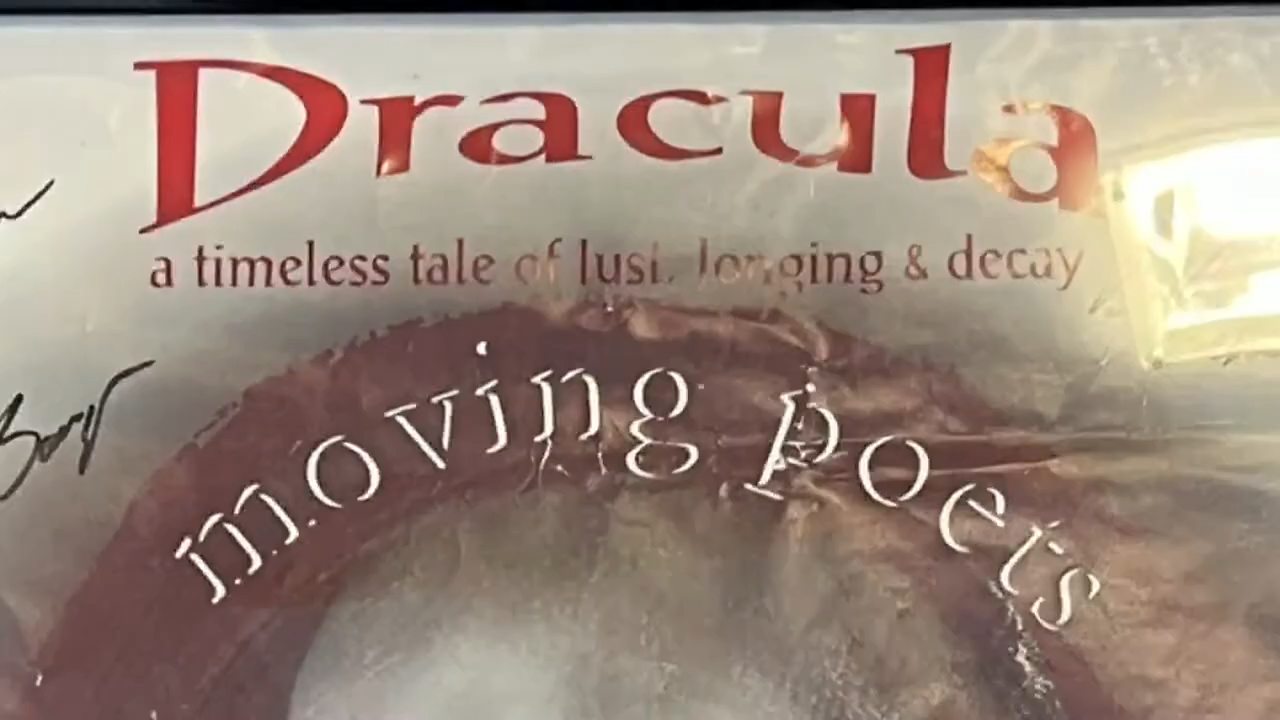 Dracula
a timeless tale of lust, longing & decay
moving poets